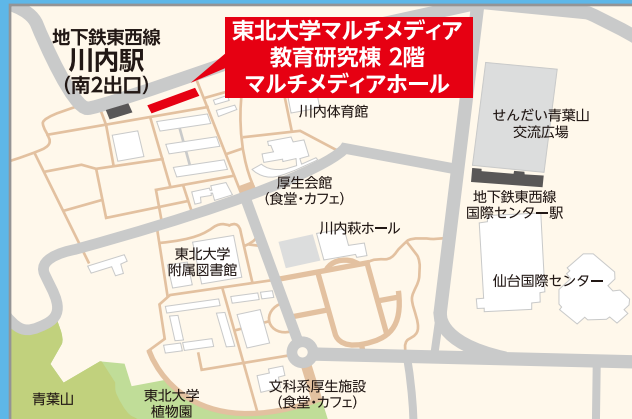 地下鉄東西線
川内駅
（南2出口）
東北大学マルチメディア
教育研究棟 2階
マルチメディアホール
川内体育館
せんだい青葉山
交流広場
厚生会館
（食堂・カフェ）
地下鉄東西線
国際センター駅
川内萩ホール
東北大学
附属図書館
仙台国際センター
文科系厚生施設
（食堂・カフェ）
青葉山
東北大学
植物園